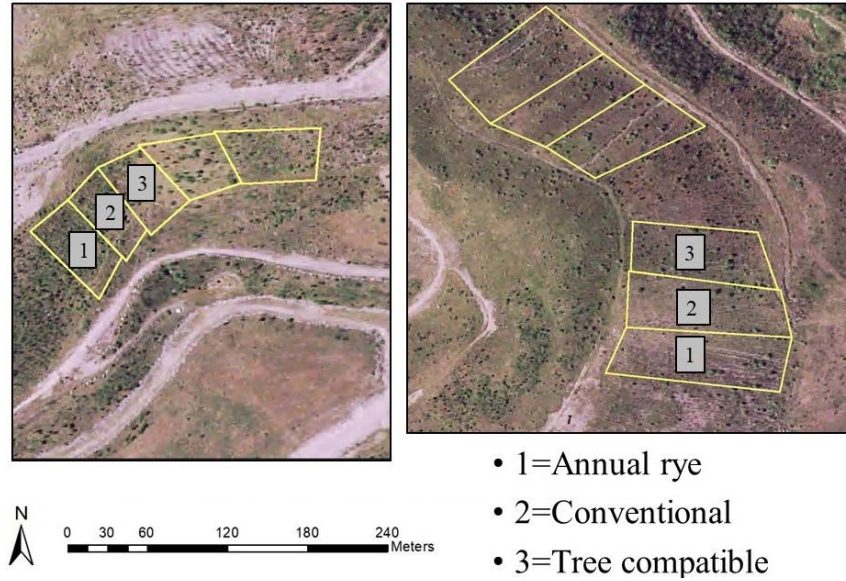 3
2
1
3
2
1
• 1=Annual rye
• 2=Conventional
• 3=Tree compatible
N
0 30 60 120 180 240
Meters